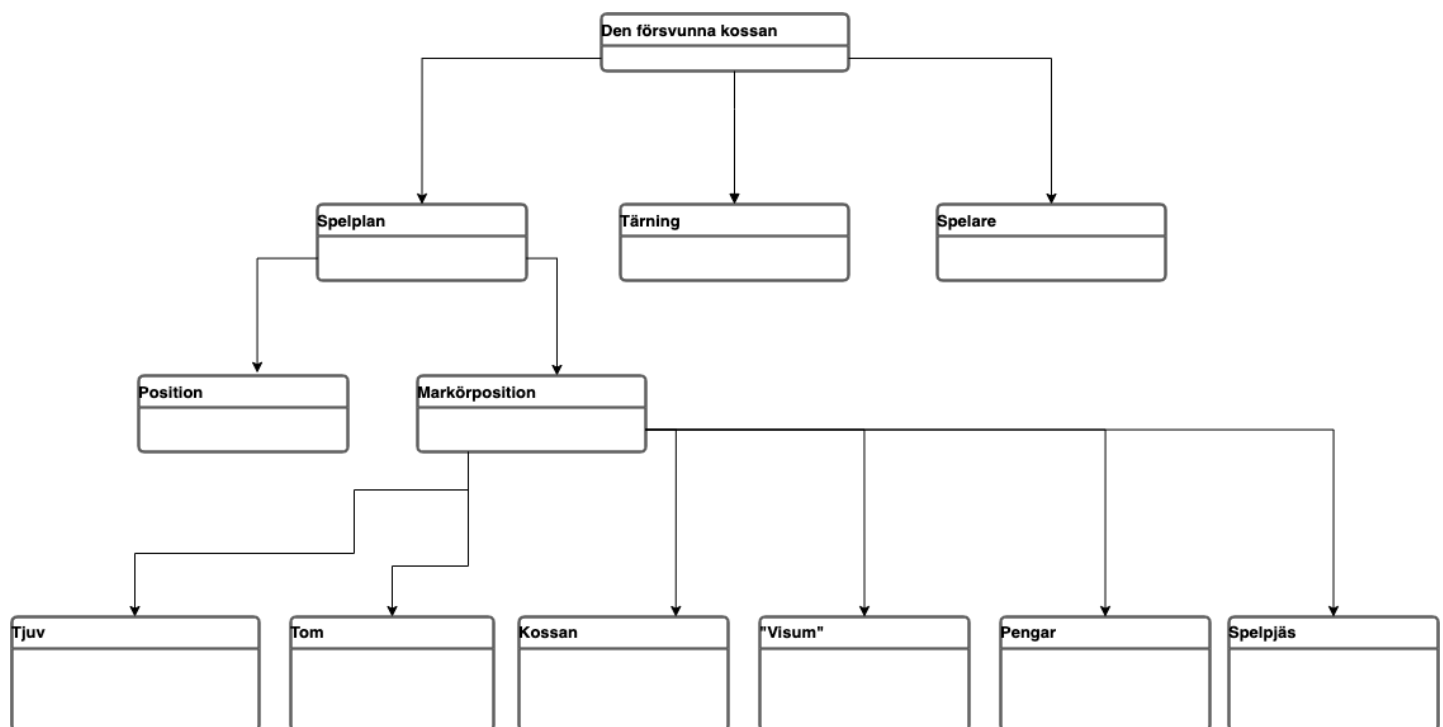 Den försvunna kossan
Spelplan
Tärning
Spelare
Position
Markörposition
Tjuv
Tom
Kossan
"Visum"
Pengar
Spelpjäs